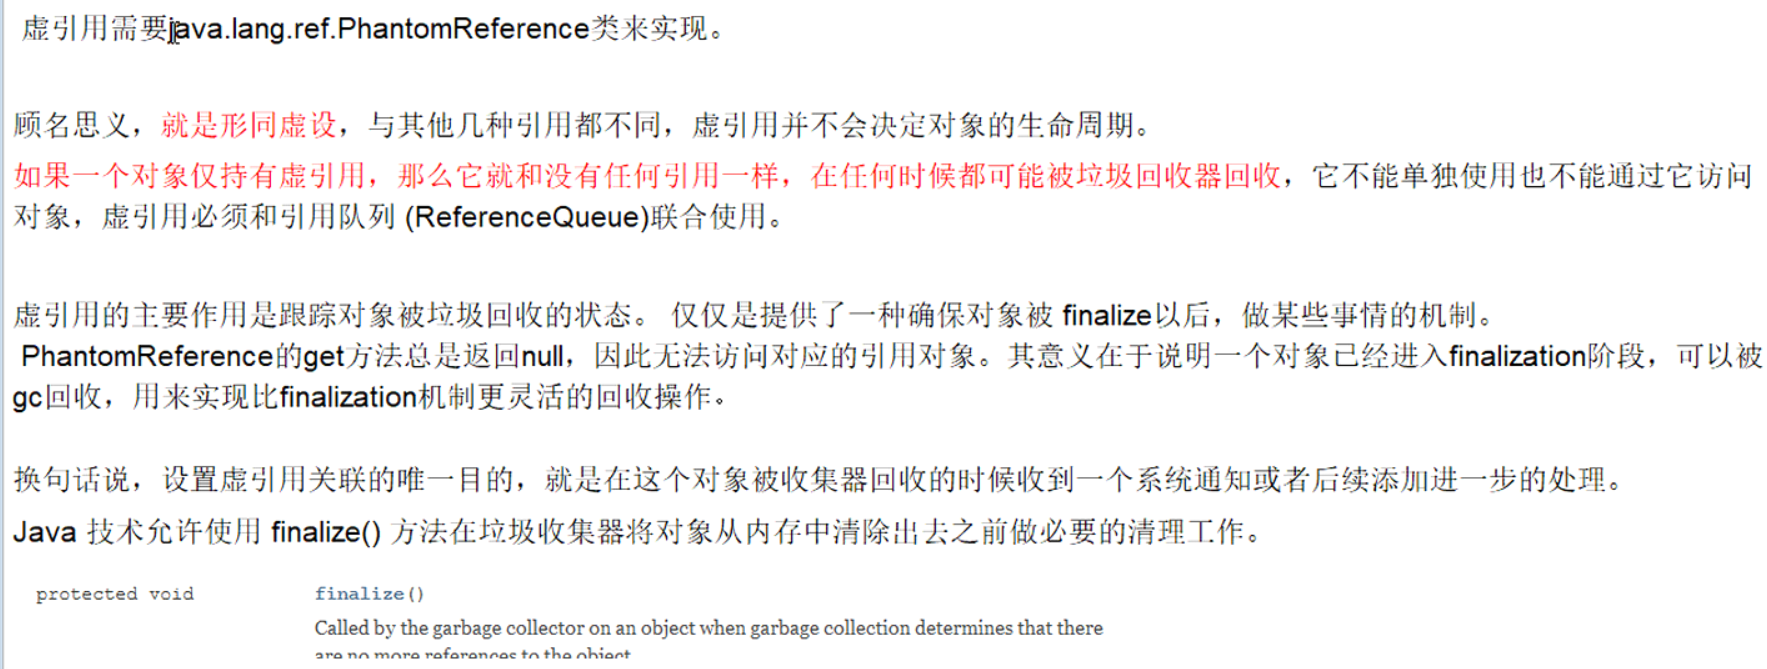 虚引用需要java.lang.ref.PhantomReference类来实现。
顾名思义，就是形同虚设，与其他几种引用都不同，虚引用并不会决定对象的生命周期。
如果一个对象仅持有虚引用，那么它就和没有任何引用一样，在任何时候都可能被垃圾回收器回收，它不能单独使用也不能通过它访问
对象，虚引用必须和引用队列 (ReferenceQueue)联合使用。
虚引用的主要作用是跟踪对象被垃圾回收的状态。 仅仅是提供了一种确保对象被 finalize以后，做某些事情的机制。
PhantomReference的get方法总是返回null，因此无法访问对应的引用对象。其意义在于说明一个对象已经进入finalization阶段，可以被
gc回收，用来实现比finalization机制更灵活的回收操作。
换句话说，设置虚引用关联的唯一目的，就是在这个对象被收集器回收的时候收到一个系统通知或者后续添加进一步的处理。
Java 技术允许使用 finalize() 方法在垃圾收集器将对象从内存中清除出去之前做必要的清理工作。
protected void finalize()
Called by the garbage collector on an object when garbage collection determines that there
are no more references to the object